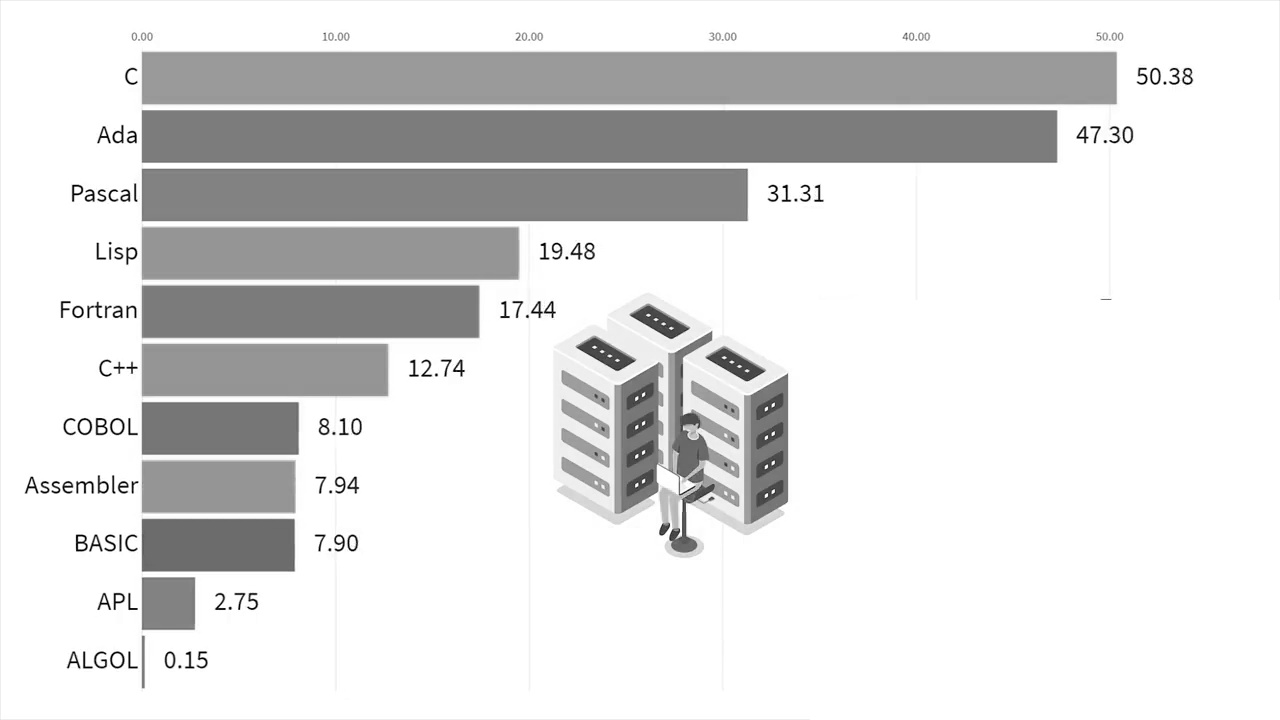 0.00 10.00 20.00 30.00 40.00 50.00
C 50.38
Ada 47.30
Pascal 31.31
Lisp 19.48
Fortran 17.44
C++ 12.74
COBOL 8.10
Assembler 7.94
BASIC 7.90
APL 2.75
ALGOL 0.15